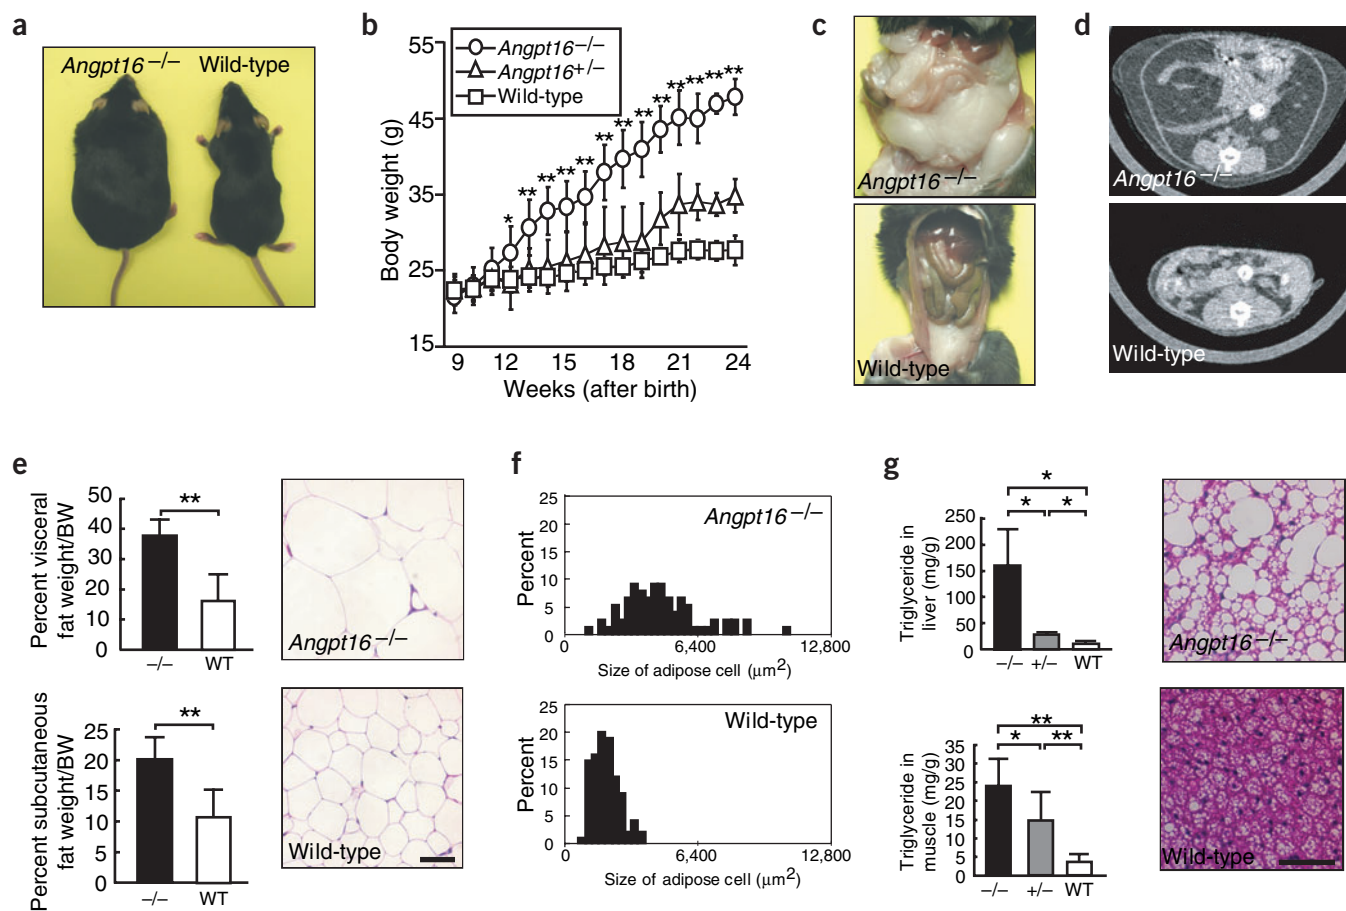 a
Angpt16−/− Wild-type
b
Angpt16−/−
Angpt16+/−
Wild-type
Body weight (g)
55
45
35
25
15
* ** ** ** ** ** ** ** ** ** ** ** **
9 12 15 18 21 24
Weeks (after birth)
c
Angpt16−/−
Wild-type
d
Angpt16−/−
Wild-type
e
Percent visceral
fat weight/BW
50
40
30
20
10
0
**
−/− WT
Angpt16−/−
Percent subcutaneous
fat weight/BW
25
20
15
10
5
0
**
−/− WT
Wild-type
f
Percent
25
20
15
10
5
0
Angpt16−/−
0 6,400 12,800
Size of adipose cell (μm2)
Percent
25
20
15
10
5
0
Wild-type
0 6,400 12,800
Size of adipose cell (μm2)
g
Triglyceride in
liver (mg/g)
250
200
150
100
50
0
*
* *
−/− +/− WT
Angpt16−/−
Triglyceride in
muscle (mg/g)
35
30
25
20
15
10
5
0
**
* **
−/− +/− WT
Wild-type